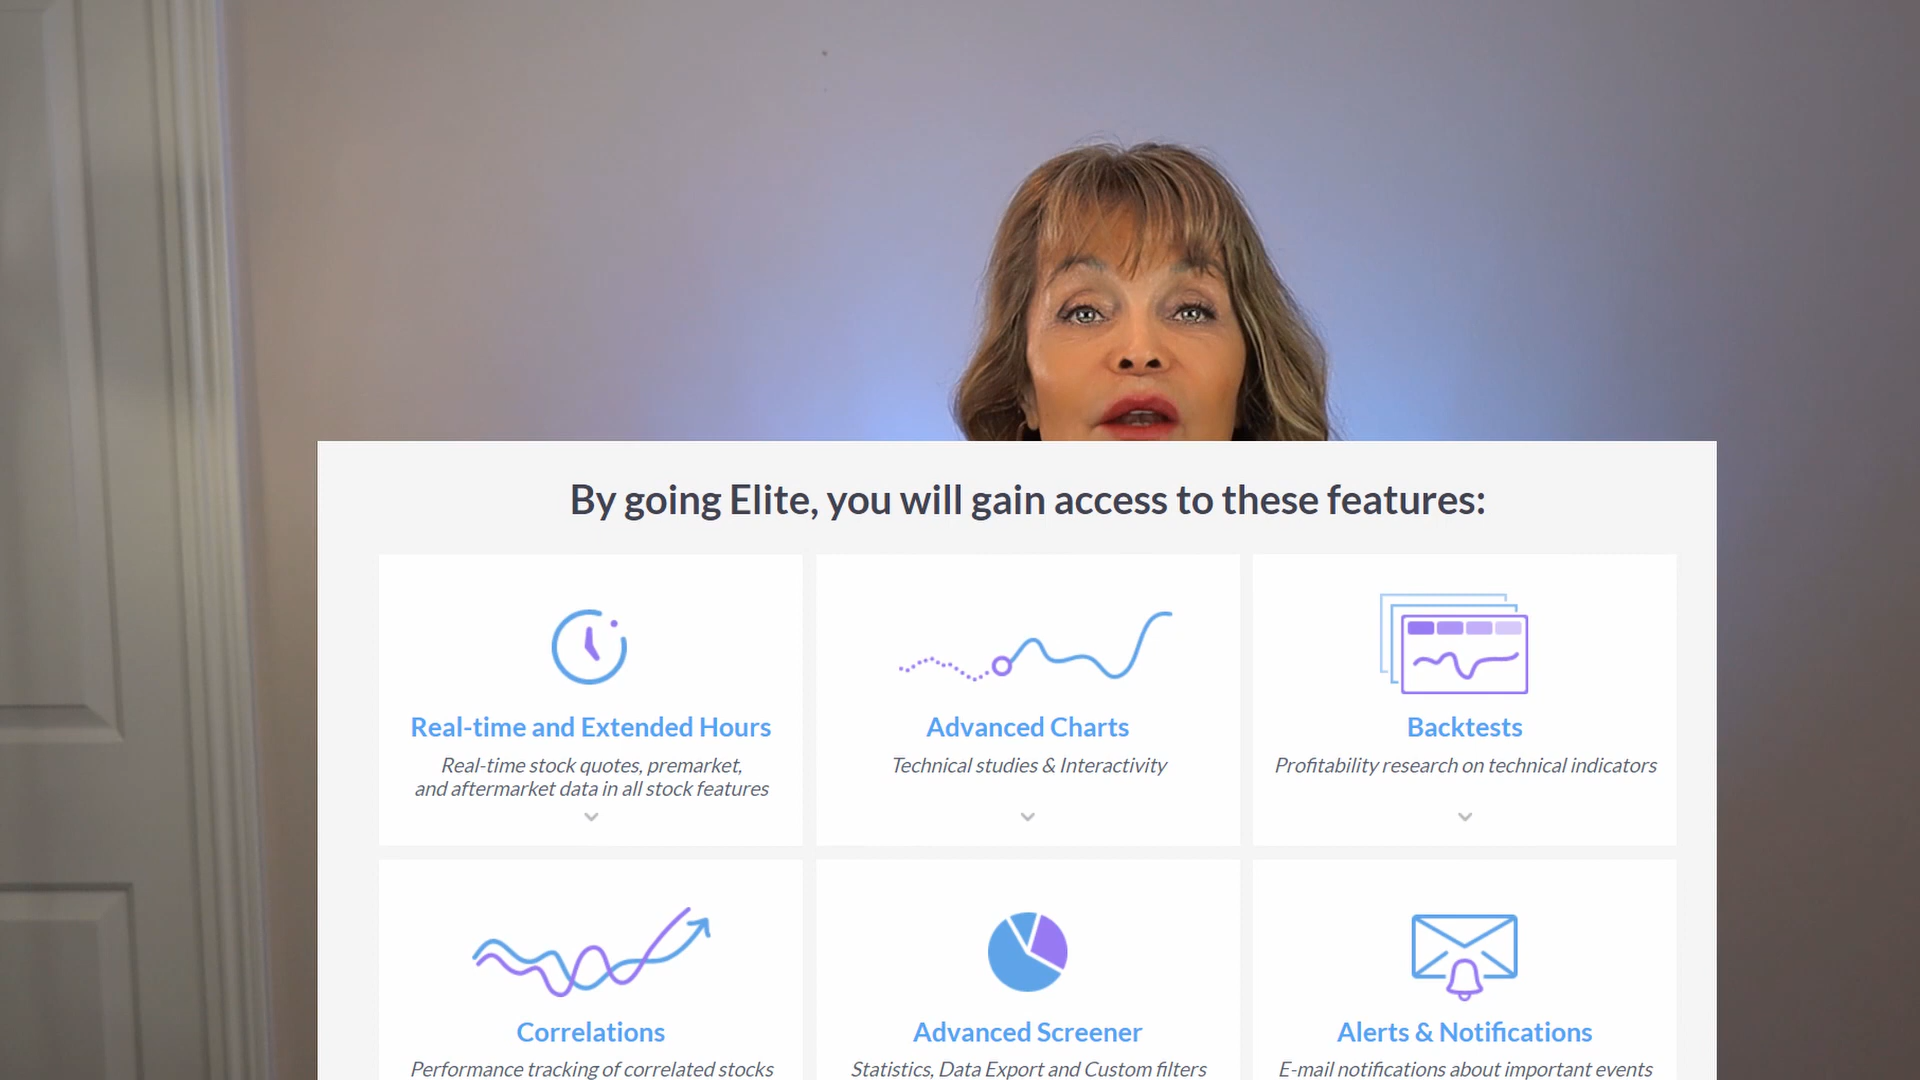 By going Elite, you will gain access to these features:
Real-time and Extended Hours
Real-time stock quotes, premarket,
and aftermarket data in all stock features
Advanced Charts
Technical studies & Interactivity
Backtests
Profitability research on technical indicators
Correlations
Performance tracking of correlated stocks
Advanced Screener
Statistics, Data Export and Custom filters
Alerts & Notifications
E-mail notifications about important events